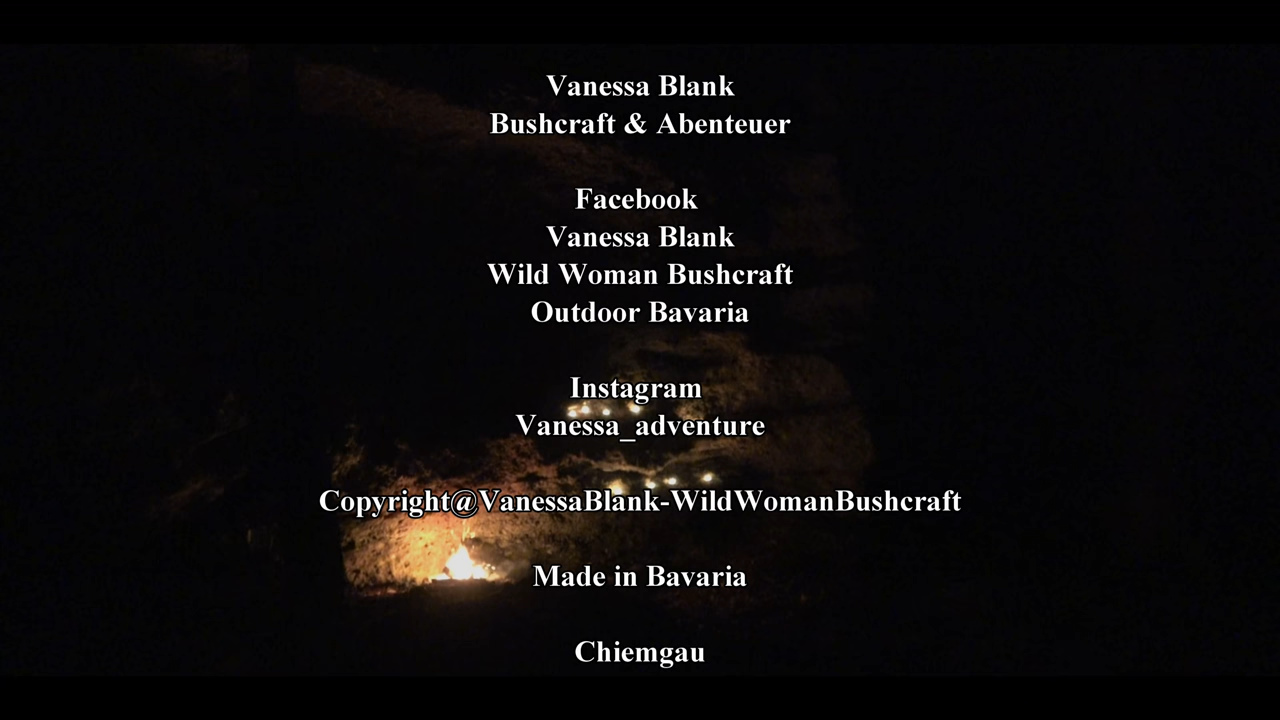 Vanessa Blank
Bushcraft & Abenteuer
Facebook
Vanessa Blank
Wild Woman Bushcraft
Outdoor Bavaria
Instagram
Vanessa_adventure
Copyright@VanessaBlank-WildWomanBushcraft
Made in Bavaria
Chiemgau